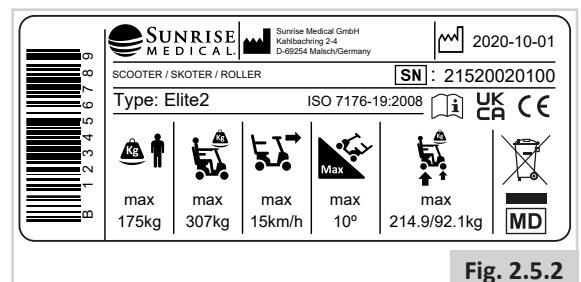 B 1 2 3 4 5 6 7 8 9
SUNRISE
MEDICAL.
Sunrise Medical GmbH
Kahlbachring 2-4
D-69254 Malsch/Germany
2020-10-01
SCOOTER / SKOTER / ROLLER
SN : 21520020100
Type: Elite2
ISO 7176-19:2008
i
UK
CA
CE
Kg
Kg
Max
Kg
max
175kg
max
307kg
max
15km/h
max
10º
max
214.9/92.1kg
MD
Fig. 2.5.2